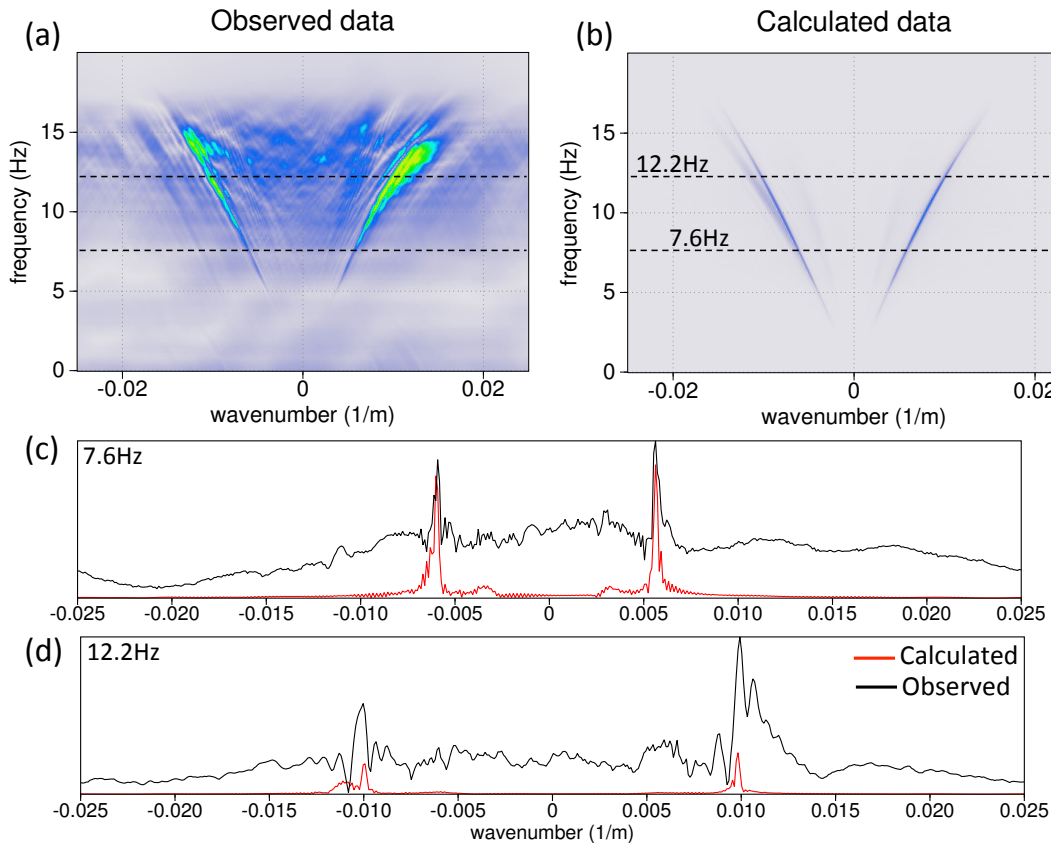 Observed data
Calculated data
(a)
(b)
frequency (Hz)
15
10
5
0
-0.02
0
0.02
wavenumber (1/m)
frequency (Hz)
15
10
5
0
12.2Hz
7.6Hz
-0.02
0
0.02
wavenumber (1/m)
(c)
7.6Hz
-0.025 -0.020 -0.015 -0.010 -0.005 0 0.005 0.010 0.015 0.020 0.025
(d)
12.2Hz
Calculated
Observed
-0.025 -0.020 -0.015 -0.010 -0.005 0 0.005 0.010 0.015 0.020 0.025
wavenumber (1/m)